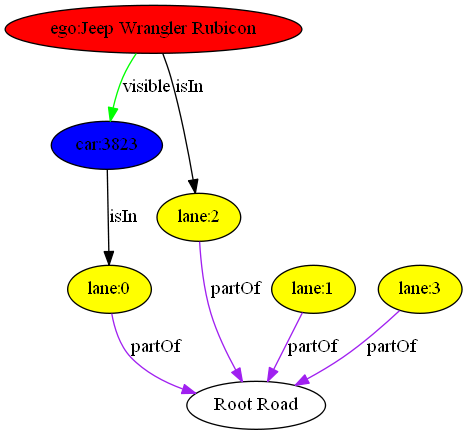 ego:Jeep Wrangler Rubicon
visible
isIn
car:3823
isIn
lane:2
lane:0
partOf
lane:1
lane:3
partOf
partOf
partOf
Root Road